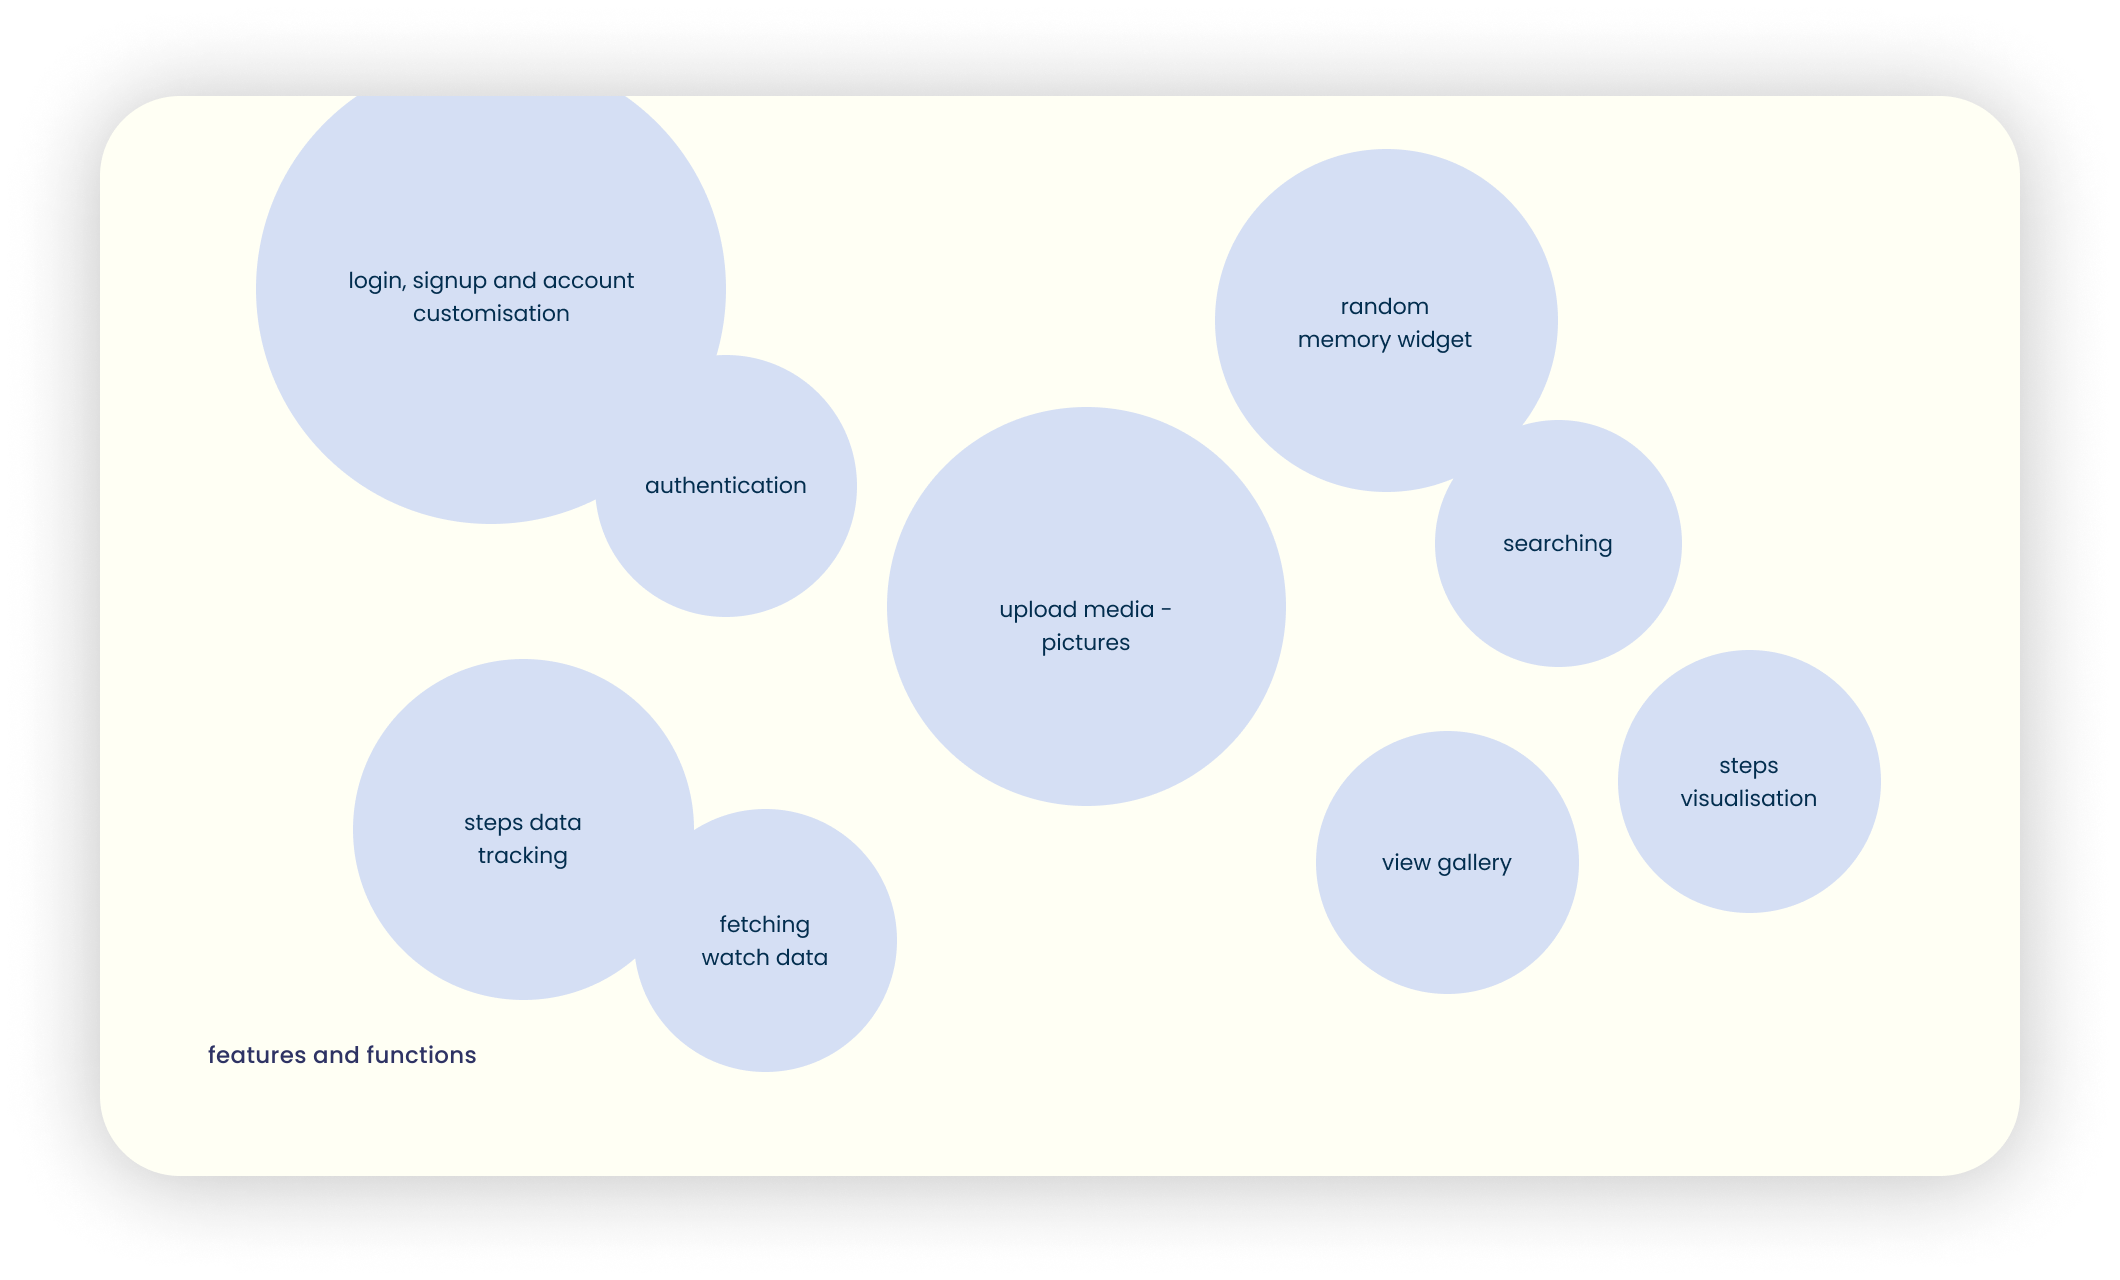 login, signup and account
customisation
authentication
random
memory widget
searching
upload media -
pictures
steps
visualisation
view gallery
steps data
tracking
fetching
watch data
features and functions